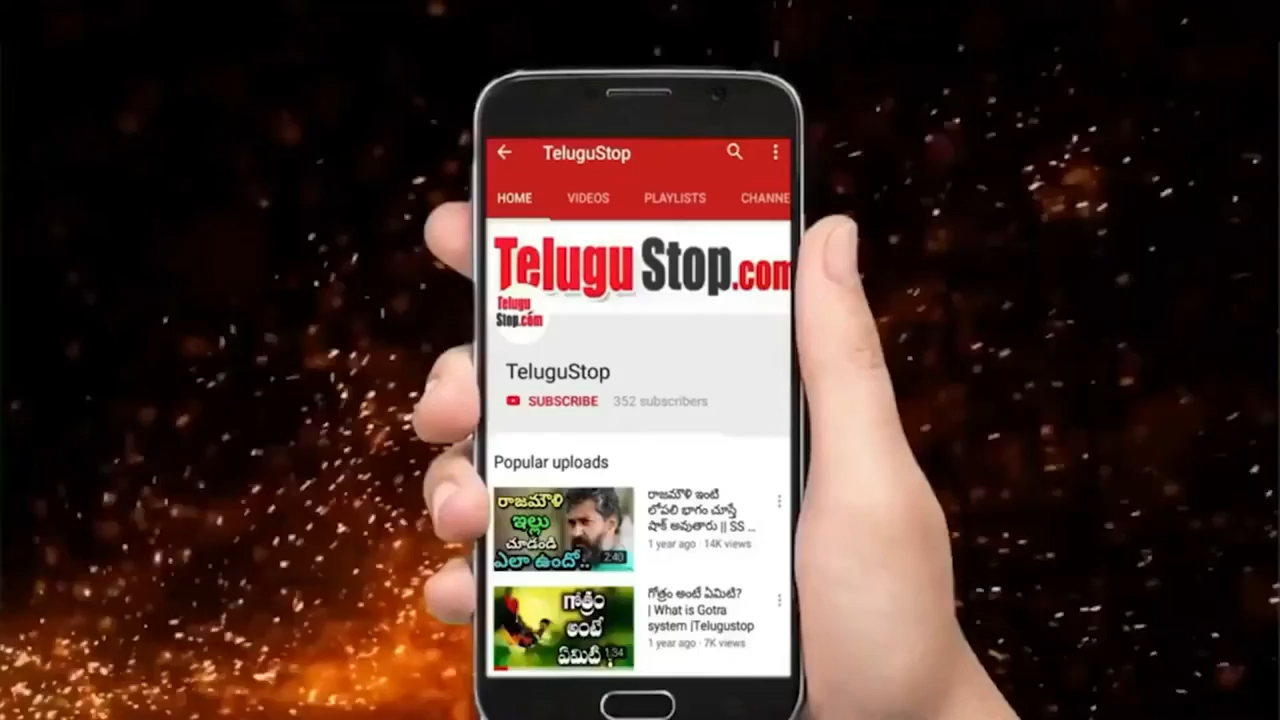 TeluguStop
HOME VIDEOS PLAYLISTS CHANNE
Telugu Stop.com
Telugu
Stop.com
TeluguStop
SUBSCRIBE 352 subscribers
Popular uploads
రాజమౌళి
ఇల్లు
చూడండి
ఎలా ఉందో..
2:40
రాజమౌళి ఇంటి
లోపలి భాగం చూస్తే
షాక్ అవుతారు || SS ...
1 year ago · 14K views
గోత్రం
అంటే
ఏమిటి ?
1:34
గోత్రం అంటే ఏమిటి?
| What is Gotra
system |Telugustop
1 year ago · 7K views